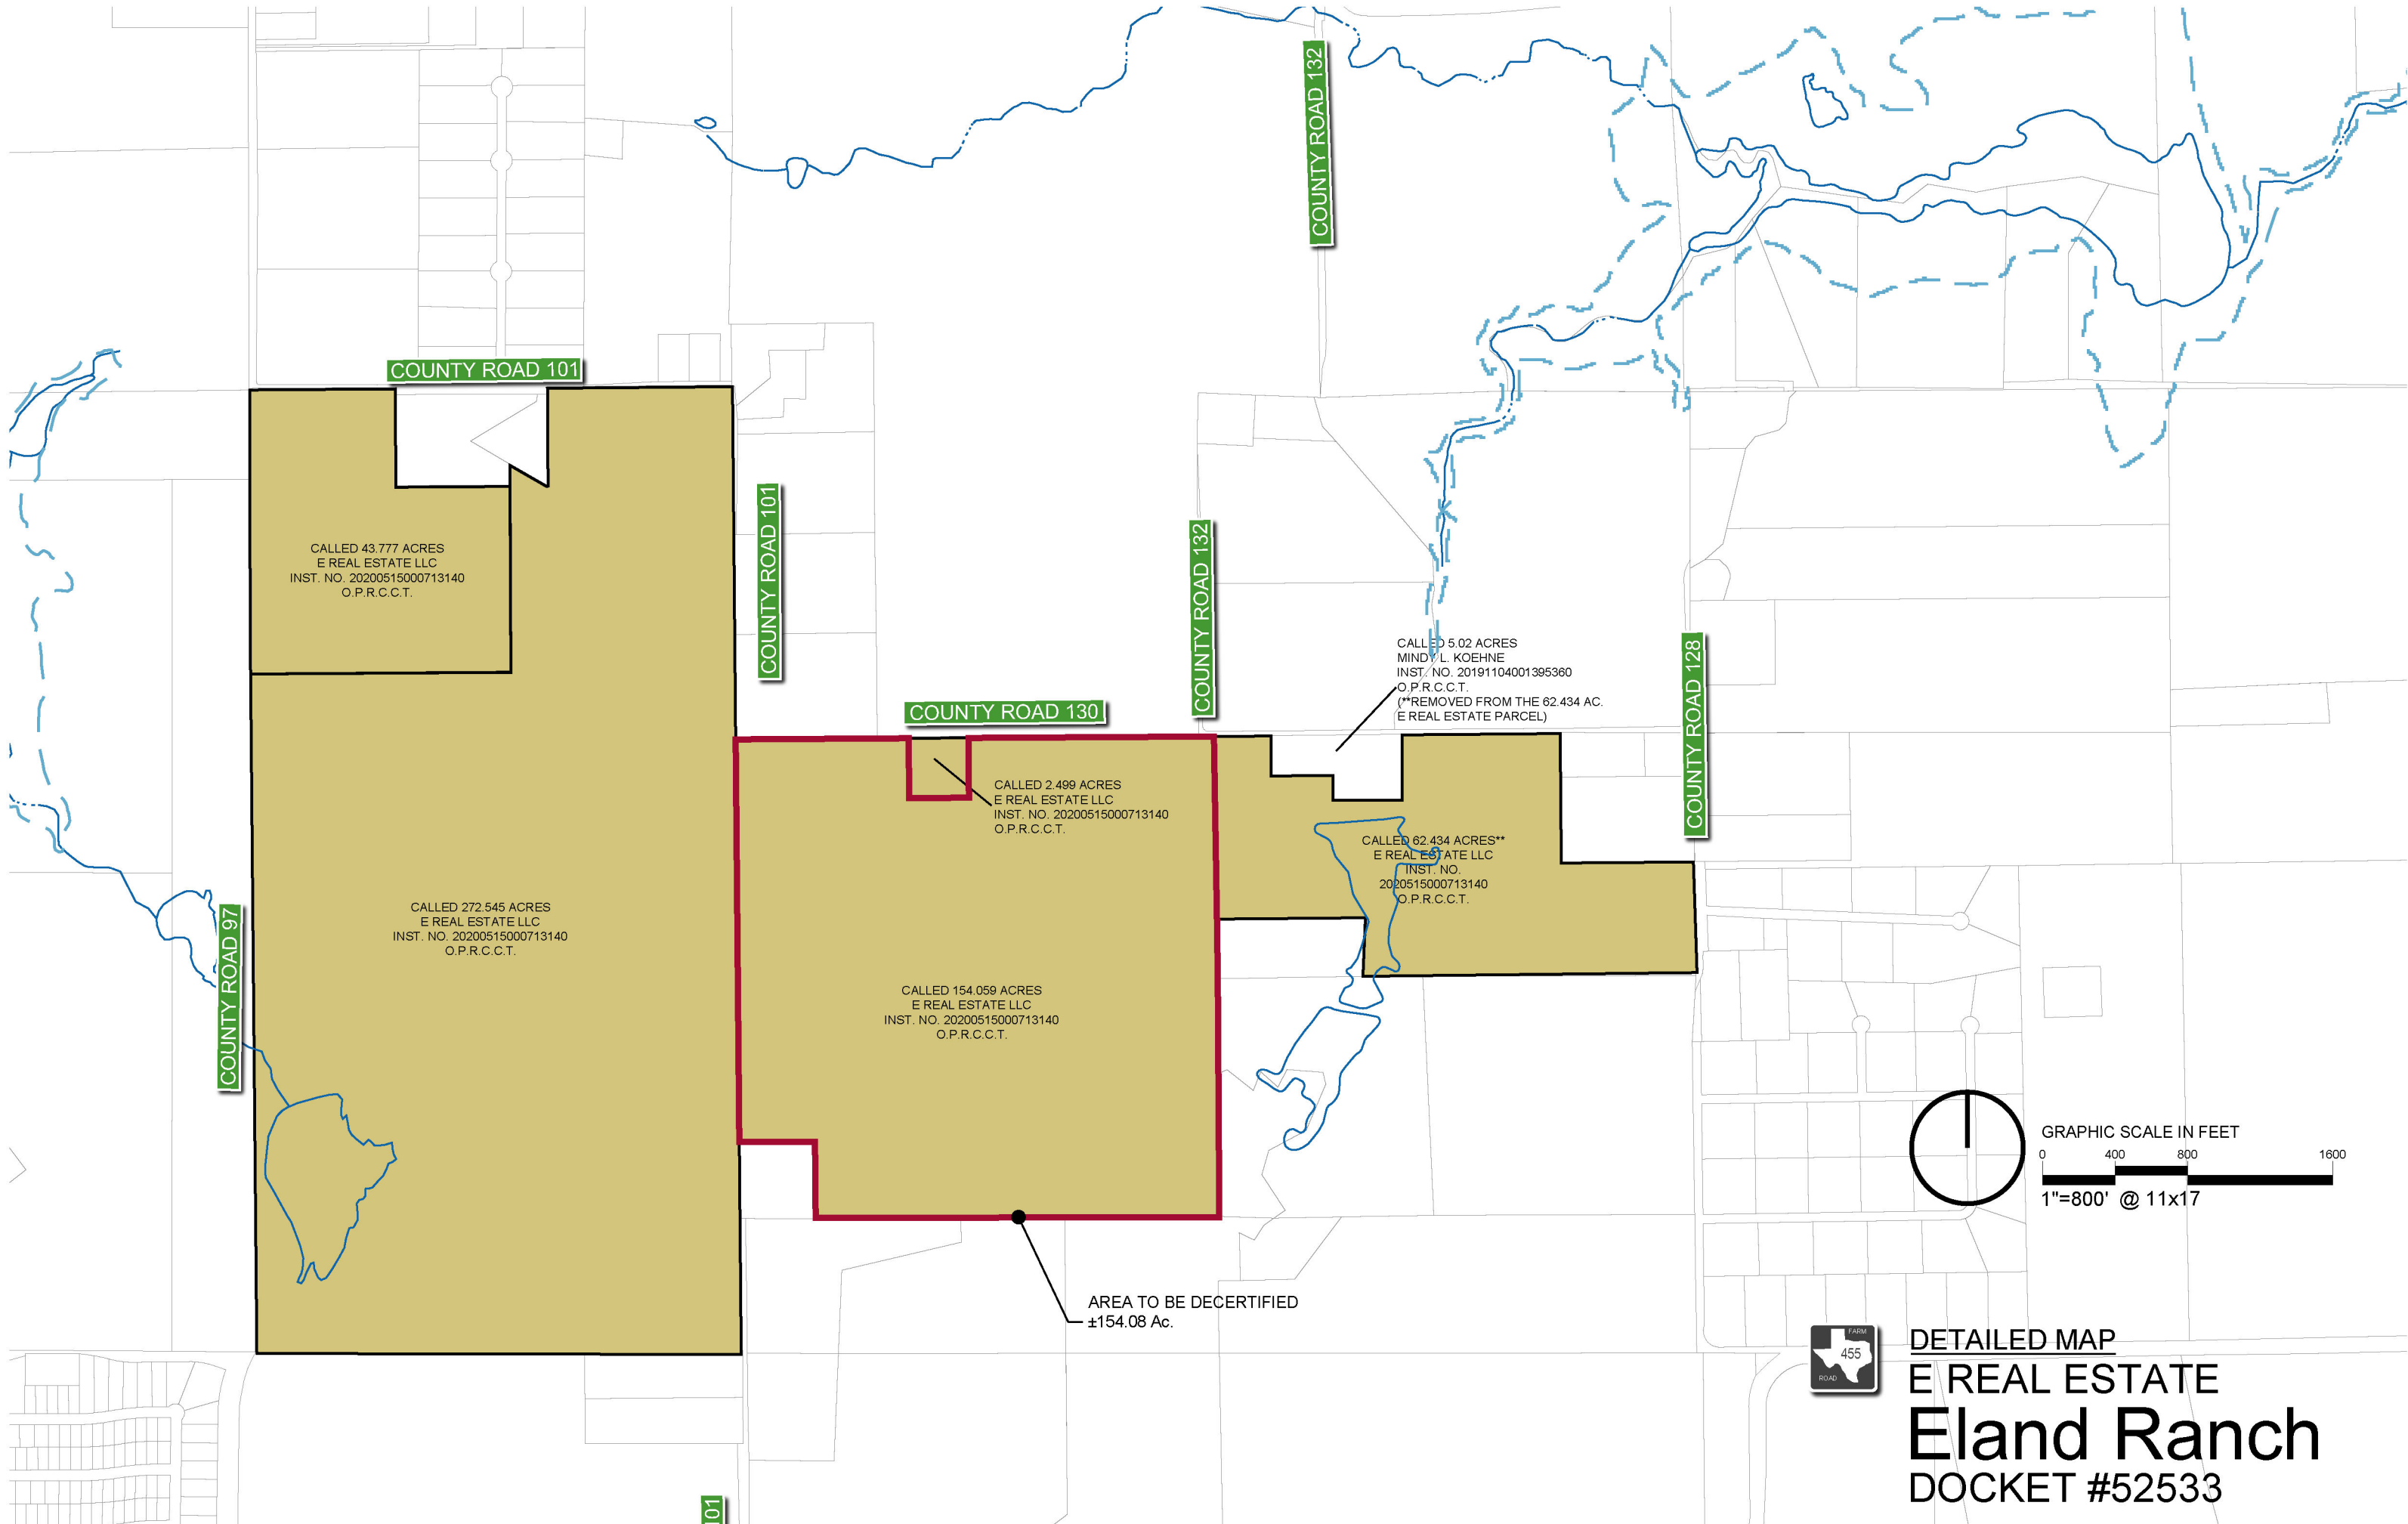 COUNTY ROAD 132
COUNTY ROAD 101
CALLED 43.777 ACRES
E REAL ESTATE LLC
INST. NO. 20200515000713140
O.P.R.C.C.T.
COUNTY ROAD 101
COUNTY ROAD 132
CALLED 5.02 ACRES
MINDY L. KOEHNE
INST. NO. 20191104001395360
O.P.R.C.C.T.
(**REMOVED FROM THE 62.434 AC.
E REAL ESTATE PARCEL)
COUNTY ROAD 128
COUNTY ROAD 130
CALLED 2.499 ACRES
E REAL ESTATE LLC
INST. NO. 20200515000713140
O.P.R.C.C.T.
CALLED 62.434 ACRES**
E REAL ESTATE LLC
INST. NO.
2020515000713140
O.P.R.C.C.T.
CALLED 272.545 ACRES
E REAL ESTATE LLC
INST. NO. 20200515000713140
O.P.R.C.C.T.
COUNTY ROAD 97
CALLED 154.059 ACRES
E REAL ESTATE LLC
INST. NO. 20200515000713140
O.P.R.C.C.T.
GRAPHIC SCALE IN FEET
0 400 800 1600
1"=800' @ 11x17
AREA TO BE DECERTIFIED
±154.08 Ac.
FARM
455
ROAD
DETAILED MAP
E REAL ESTATE
Eland Ranch
DOCKET #52533
101